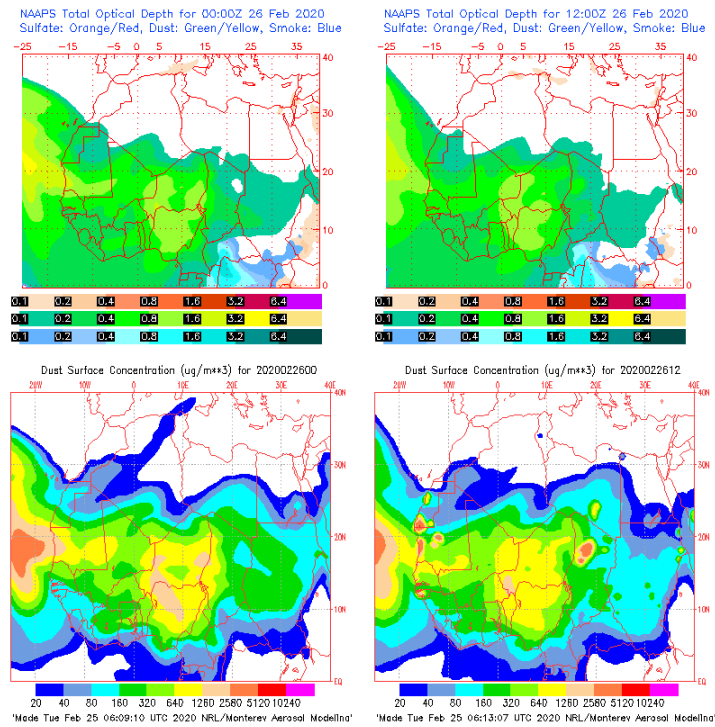 NAAPS Total Optical Depth for 00:00Z 26 Feb 2020
Sulfate: Orange/Red, Dust: Green/Yellow, Smoke: Blue
-25 -15 -5 0 5 15 25 35
40
30
20
10
0
0.1 0.2 0.4 0.8 1.6 3.2 6.4
0.1 0.2 0.4 0.8 1.6 3.2 6.4
0.1 0.2 0.4 0.8 1.6 3.2 6.4
NAAPS Total Optical Depth for 12:00Z 26 Feb 2020
Sulfate: Orange/Red, Dust: Green/Yellow, Smoke: Blue
-25 -15 -5 0 5 15 25 35
40
30
20
10
0
0.1 0.2 0.4 0.8 1.6 3.2 6.4
0.1 0.2 0.4 0.8 1.6 3.2 6.4
0.1 0.2 0.4 0.8 1.6 3.2 6.4
Dust Surface Concentration (ug/m**3) for 2020022600
20W 10W 0 10E 20E 30E 40E
40N
30N
20N
10N
EQ
20 40 80 160 320 640 1280 2560 5120 10240
'Made Tue Feb 25 06:09:10 UTC 2020 NRL/Monterey Aerosol Modeling'
Dust Surface Concentration (ug/m**3) for 2020022612
20W 10W 0 10E 20E 30E 40E
40N
30N
20N
10N
EQ
20 40 80 160 320 640 1280 2560 5120 10240
'Made Tue Feb 25 06:13:07 UTC 2020 NRL/Monterey Aerosol Modeling'